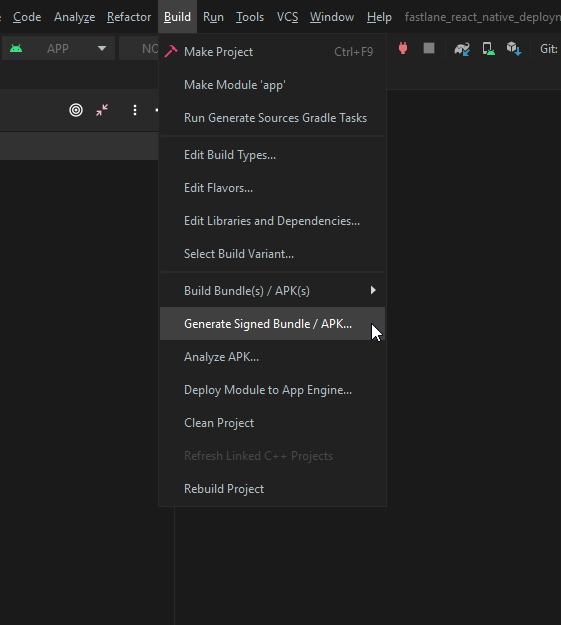 Code Analyze Refactor Build Run Tools VCS Window Help fastlane_react_native_deploym
APP NO Git:
Make Project Ctrl+F9
Make Module 'app'
Run Generate Sources Gradle Tasks
Edit Build Types...
Edit Flavors...
Edit Libraries and Dependencies...
Select Build Variant...
Build Bundle(s) / APK(s)
Generate Signed Bundle / APK...
Analyze APK...
Deploy Module to App Engine...
Clean Project
Refresh Linked C++ Projects
Rebuild Project